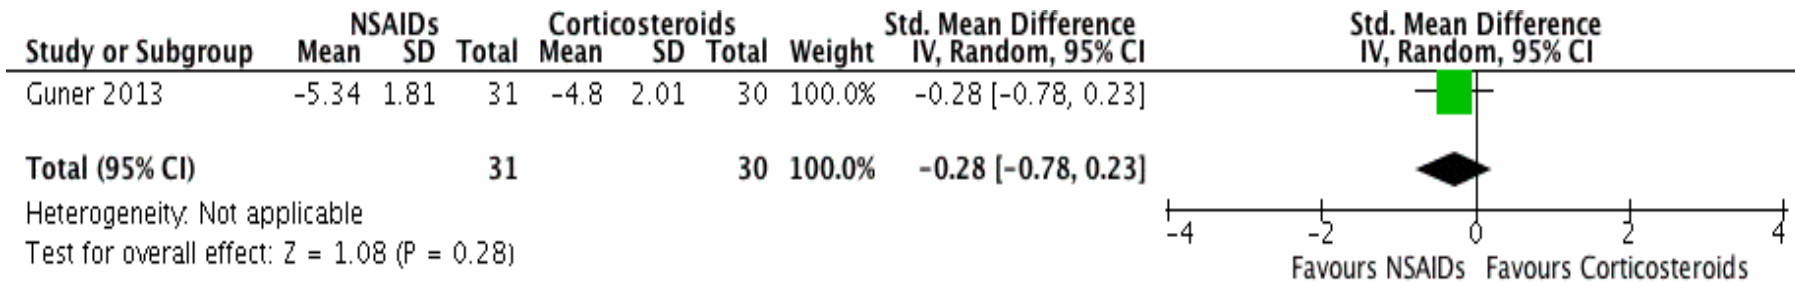 NSAIDs Corticosteroids Std. Mean Difference Std. Mean Difference
Study or Subgroup Mean SD Total Mean SD Total Weight IV, Random, 95% CI IV, Random, 95% CI
Guner 2013 -5.34 1.81 31 -4.8 2.01 30 100.0% -0.28 [-0.78, 0.23]
Total (95% CI) 31 30 100.0% -0.28 [-0.78, 0.23]
Heterogeneity: Not applicable
Test for overall effect: Z = 1.08 (P = 0.28)
-4 -2 0 2 4
Favours NSAIDs Favours Corticosteroids